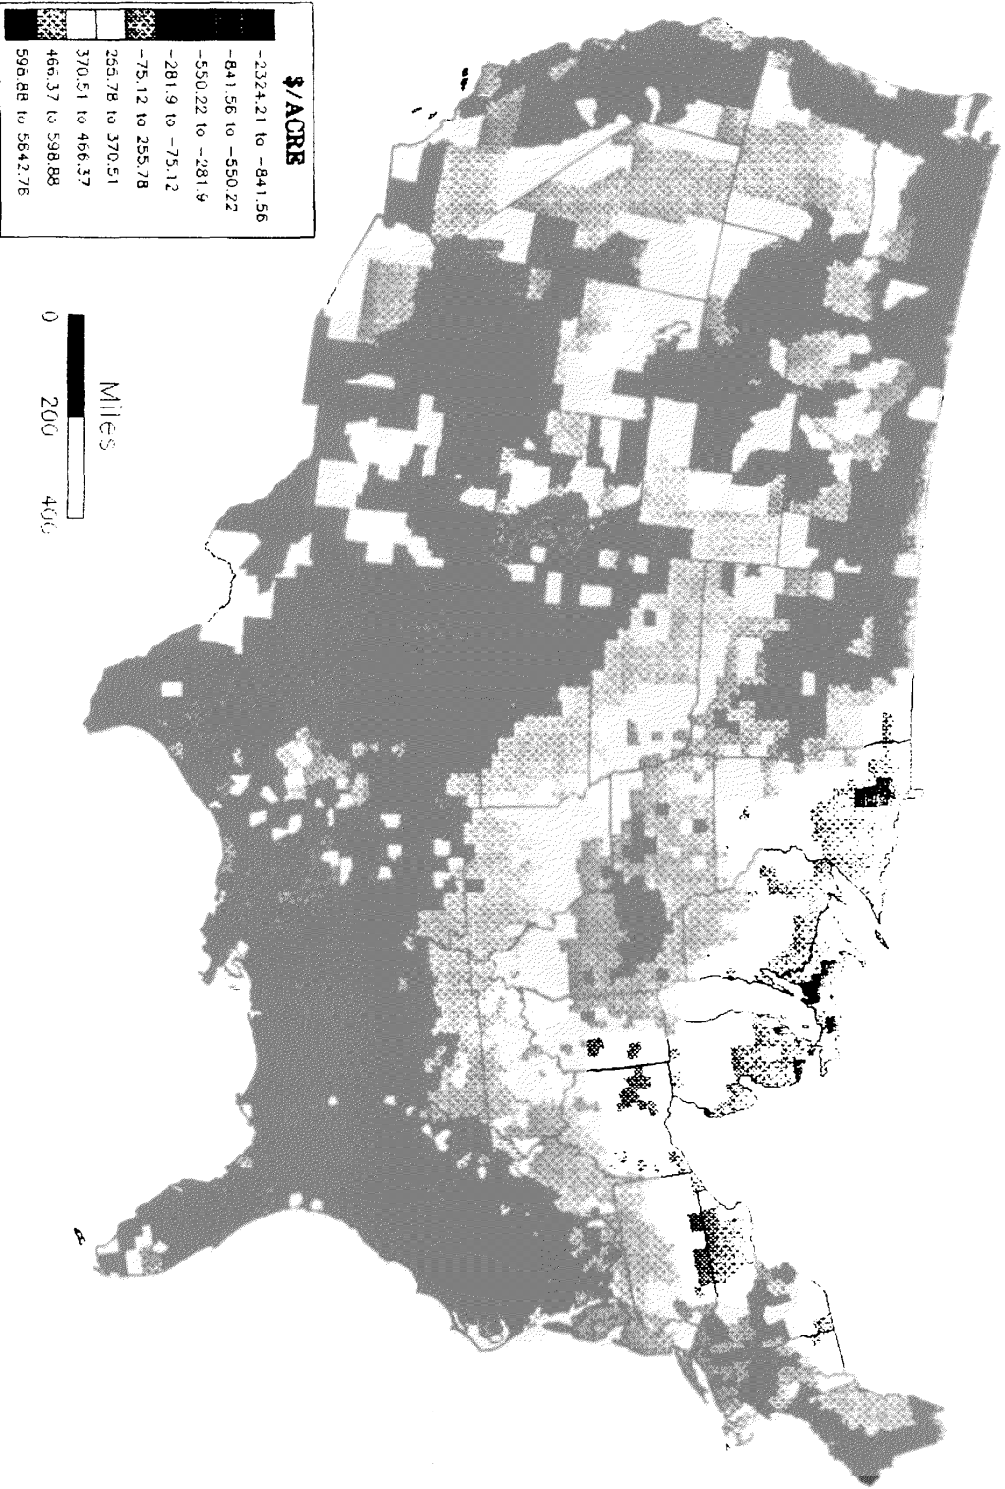 $/ACRE
-2324.21 to -841.56
-841.56 to -550.22
-550.22 to -281.9
-281.9 to -75.12
-75.12 to 255.78
255.78 to 370.51
370.51 to 466.37
466.37 to 598.88
598.88 to 5642.76
Miles
0 200 400